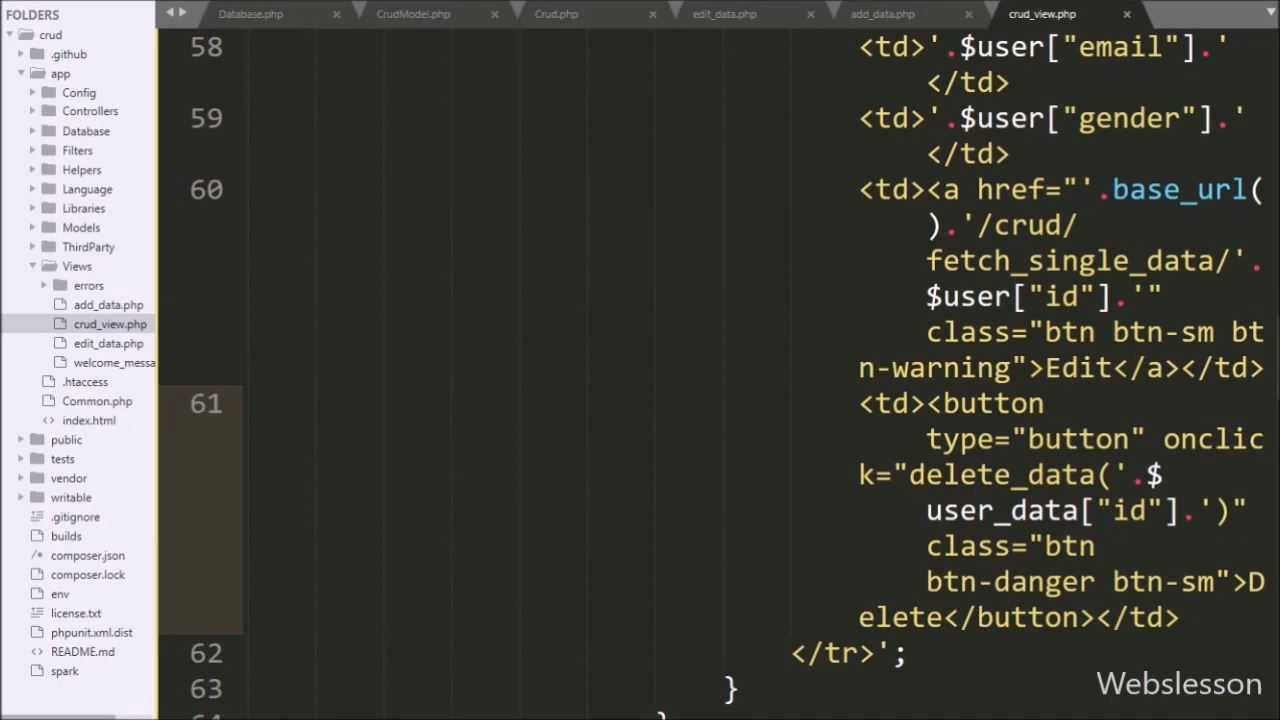 FOLDERS
crud
.github
app
Config
Controllers
Database
Filters
Helpers
Language
Libraries
Models
ThirdParty
Views
errors
add_data.php
crud_view.php
edit_data.php
welcome_messa
.htaccess
Common.php
<> index.html
public
tests
vendor
writable
.gitignore
builds
/* composer.json
composer.lock
env
license.txt
phpunit.xml.dist
README.md
spark
Database.php × CrudModel.php × Crud.php × edit_data.php × add_data.php × crud_view.php ×
58 <td>'.$user["email"].'
</td>
59 <td>'.$user["gender"].'
</td>
60 <td><a href="'.base_url(
).'/crud/
fetch_single_data/'.
$user["id"].'"
class="btn btn-sm bt
n-warning">Edit</a></td>
61 <td><button
type="button" onclic
k="delete_data('.$
user_data["id"].')"
class="btn
btn-danger btn-sm">D
elete</button></td>
62 </tr>';
63 }
Webslesson